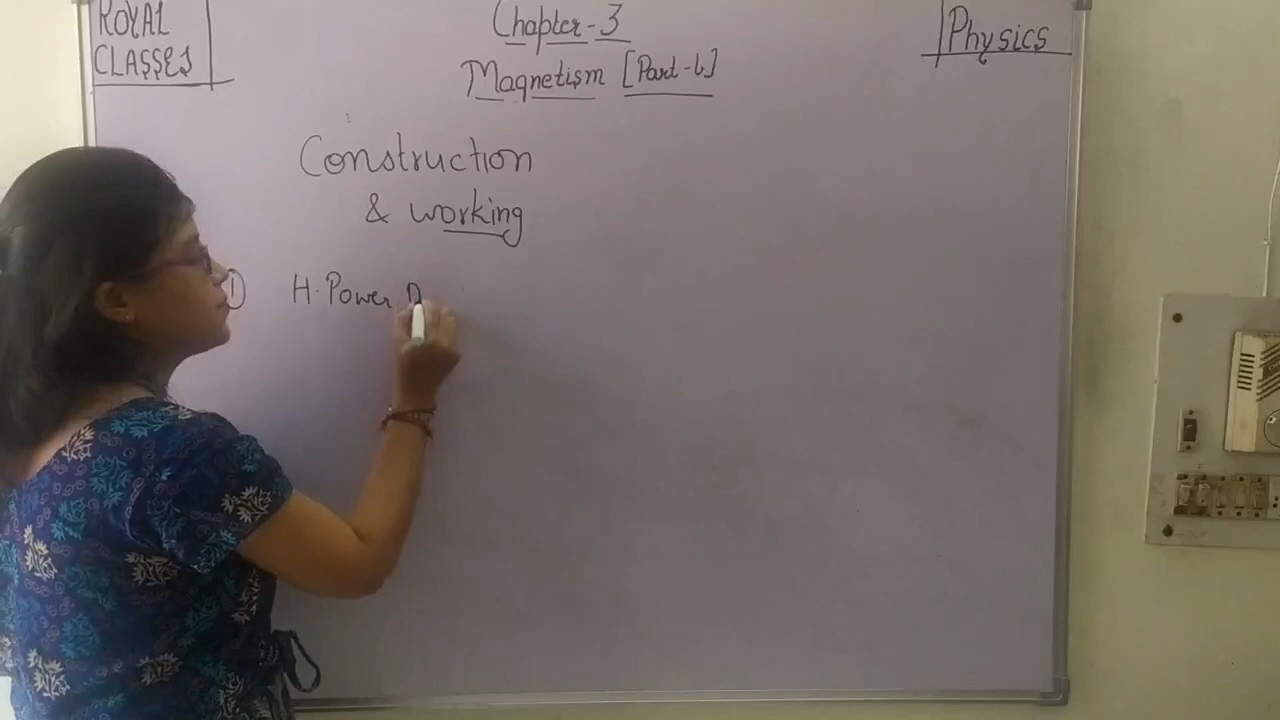 ROYAL
CLASSES
Chapter-3
Magnetism [Part-6]
Physics
Construction
& working
1 H. Power